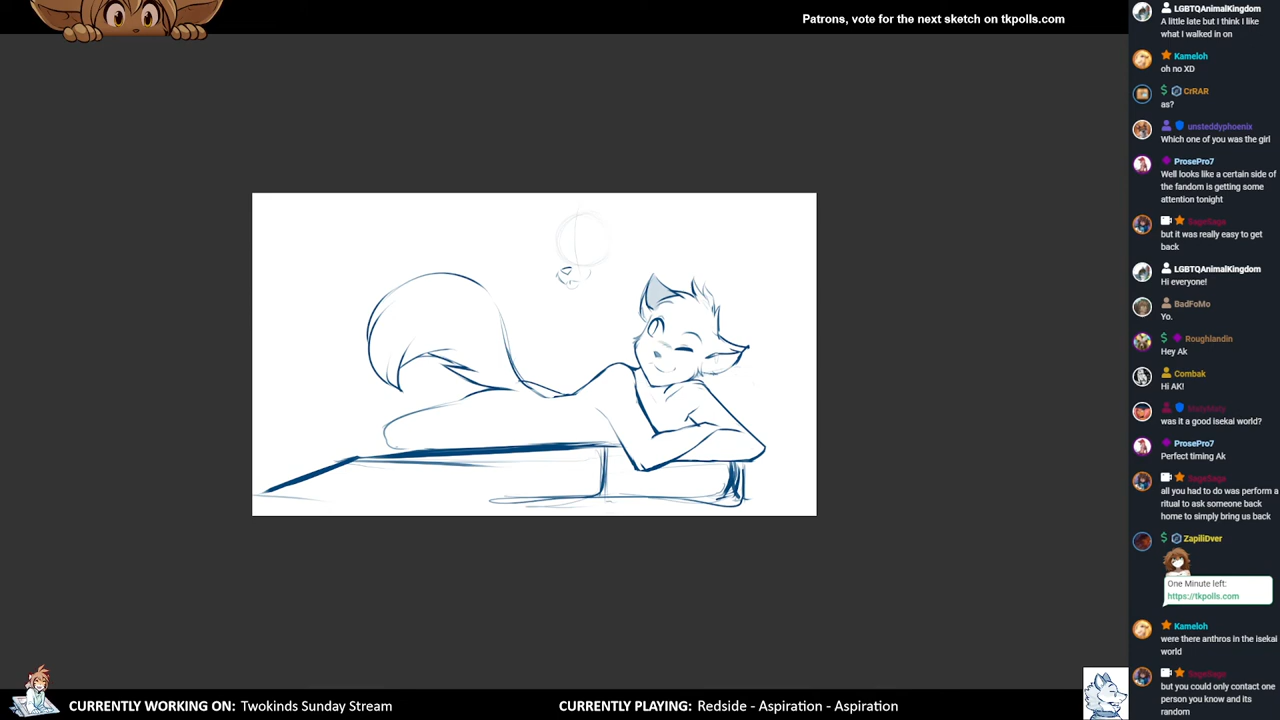 Patrons, vote for the next sketch on tkpolls.com
LGBTQAnimalKingdom
A little late but I think I like
what I walked in on
Kameloh
oh no XD
CrRAR
as?
unsteddyphoenix
Which one of you was the girl
ProsePro7
Well looks like a certain side of
the fandom is getting some
attention tonight
SageSaga
but it was really easy to get
back
LGBTQAnimalKingdom
Hi everyone!
BadFoMo
Yo.
Roughlandin
Hey Ak
Combak
Hi AK!
was it a good isekai world?
ProsePro7
Perfect timing Ak
SageSaga
all you had to do was perform a
ritual to ask someone back
home to simply bring us back
ZapiliDver
One Minute left:
https://tkpolls.com
Kameloh
were there anthros in the isekai
world
SageSaga
but you could only contact one
person you know and its
random
CURRENTLY WORKING ON: Twokinds Sunday Stream
CURRENTLY PLAYING: Redside - Aspiration - Aspiration